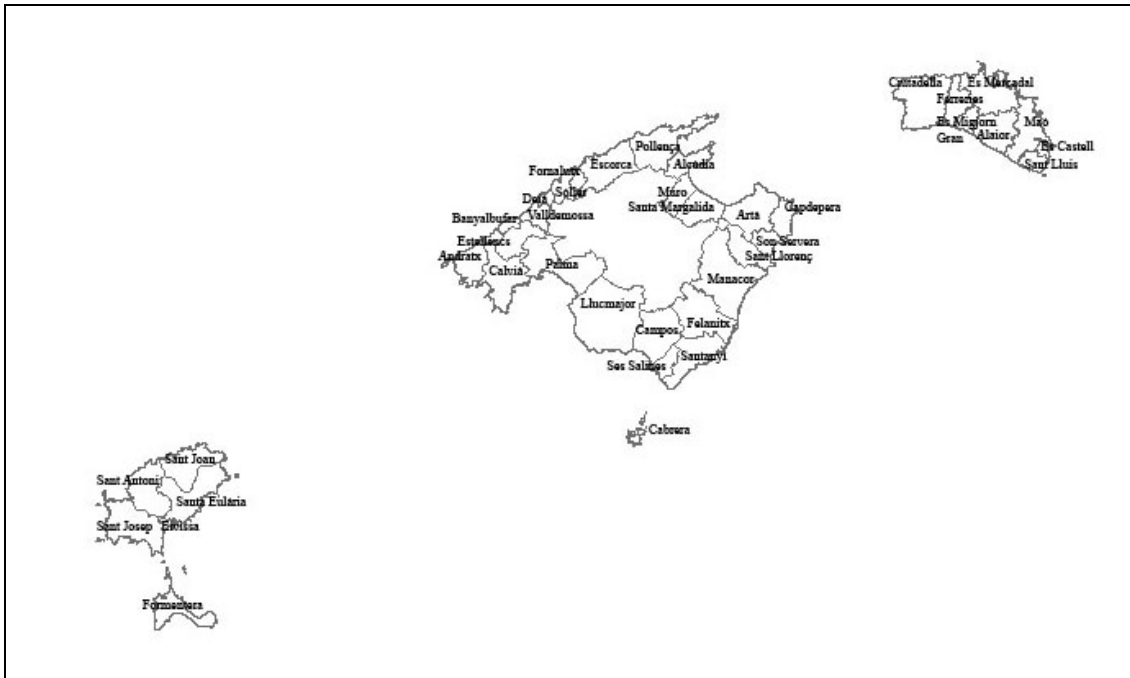 Ciutadella
Es Mercadal
Ferreries
Es Migjorn
Gran
Alaior
Maó
Es Castell
Sant Lluis
Pollença
Escorca
Alcúdia
Fornalutx
Sóller
Deià
Muro
Santa Margalida
Artà
Capdepera
Banyalbufar
Valldemossa
Estellencs
Andratx
Calvià
Palma
Son Servera
Sant Llorenç
Manacor
Llucmajor
Campos
Felanitx
Santanyí
Ses Salines
Cabrera
Sant Joan
Sant Antoni
Santa Eulària
Sant Josep
Eivissa
Formentera